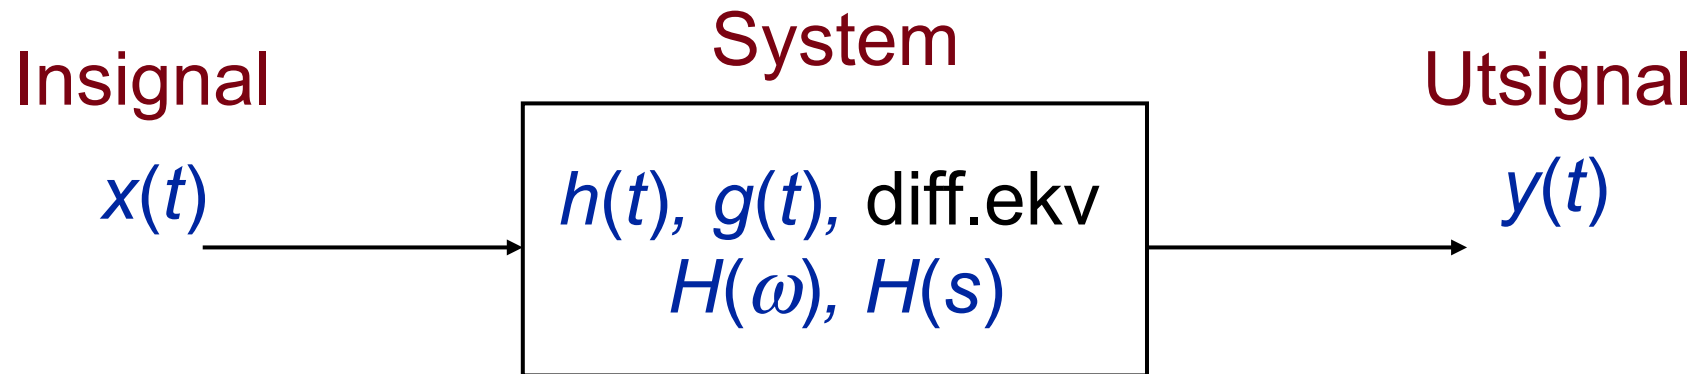 System
Insignal
Utsignal
x(t)
h(t), g(t), diff.ekv
y(t)
H(ω), H(s)